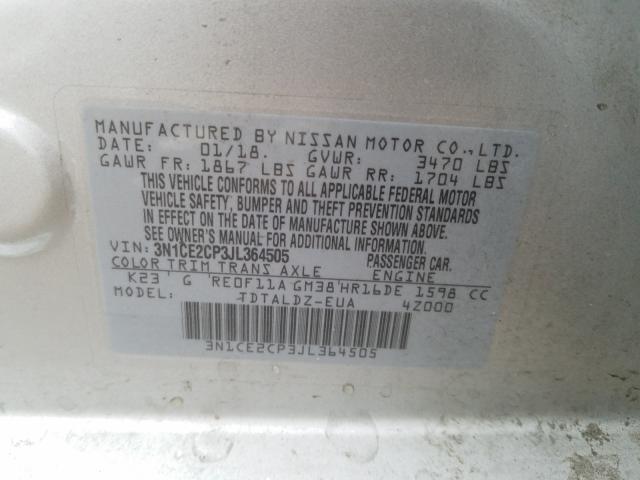 MANUFACTURED BY NISSAN MOTOR CO.,LTD.
DATE: 01/18. GVWR: 3470 LBS
GAWR FR: 1867 LBS GAWR RR: 1704 LBS
THIS VEHICLE CONFORMS TO ALL APPLICABLE FEDERAL MOTOR
VEHICLE SAFETY, BUMPER AND THEFT PREVENTION STANDARDS
IN EFFECT ON THE DATE OF MANUFACTURE SHOWN ABOVE.
SEE OWNER'S MANUAL FOR ADDITIONAL INFORMATION
VIN: 3N1CE2CP3JL364505 PASSENGER CAR.
COLOR TRIM TRANS AXLE ENGINE
K23 G RE0F11A GM38 HR16DE 1598 CC
MODEL: TDTALDZ-EUA 4Z000
3N1CE2CP3JL364505